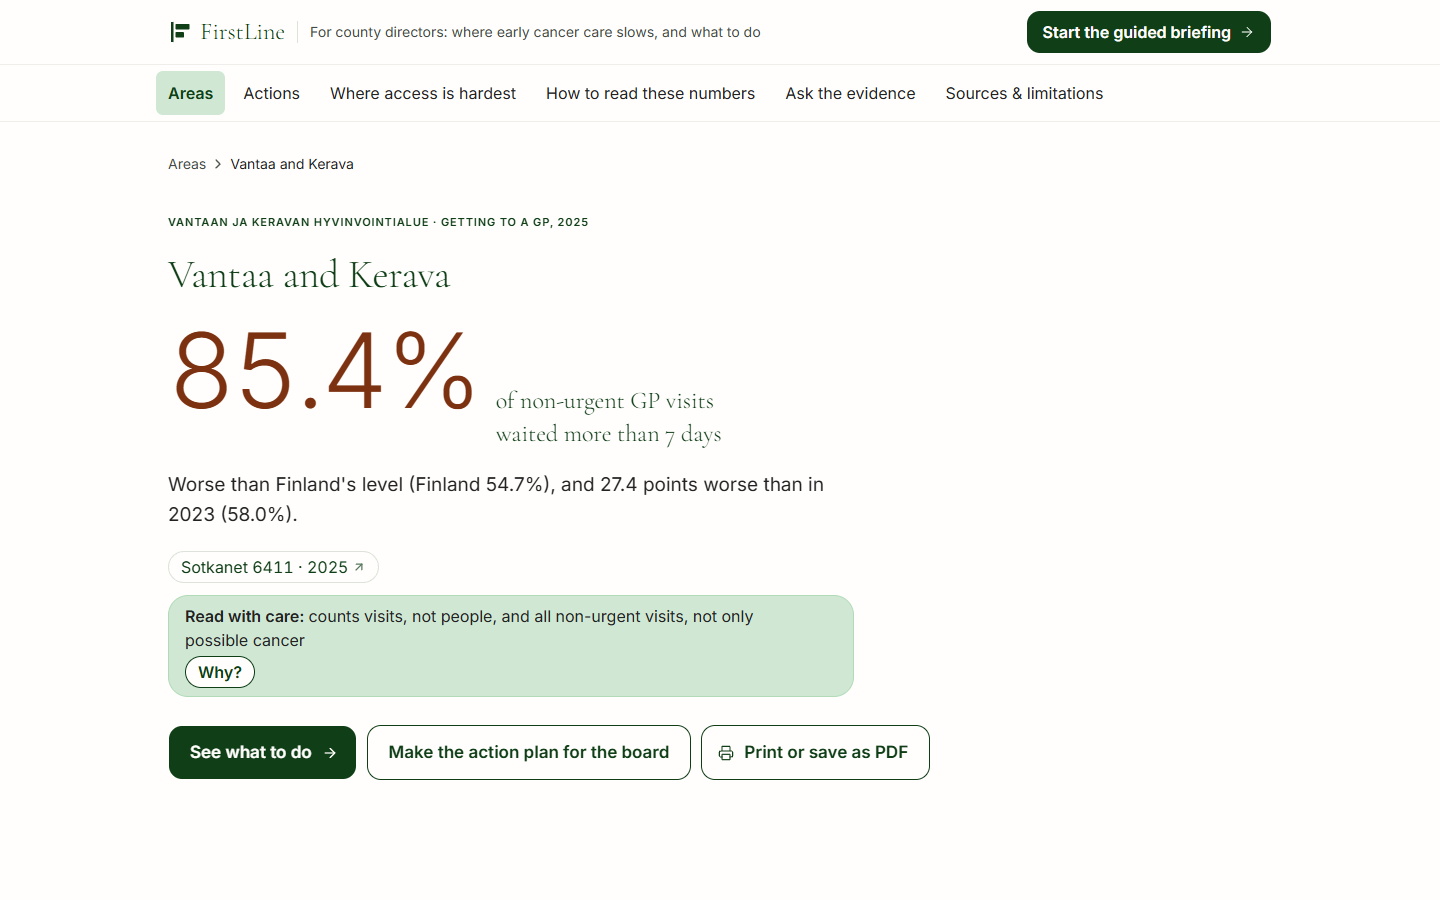 FirstLine
For county directors: where early cancer care slows, and what to do
Start the guided briefing →
Areas
Actions
Where access is hardest
How to read these numbers
Ask the evidence
Sources & limitations
Areas > Vantaa and Kerava
VANTAAN JA KERAVAN HYVINVOINTIALUE · GETTING TO A GP, 2025
Vantaa and Kerava
85.4%
of non-urgent GP visits
waited more than 7 days
Worse than Finland's level (Finland 54.7%), and 27.4 points worse than in
2023 (58.0%).
Sotkanet 6411 · 2025 ↗
Read with care: counts visits, not people, and all non-urgent visits, not only
possible cancer
Why?
See what to do →
Make the action plan for the board
Print or save as PDF